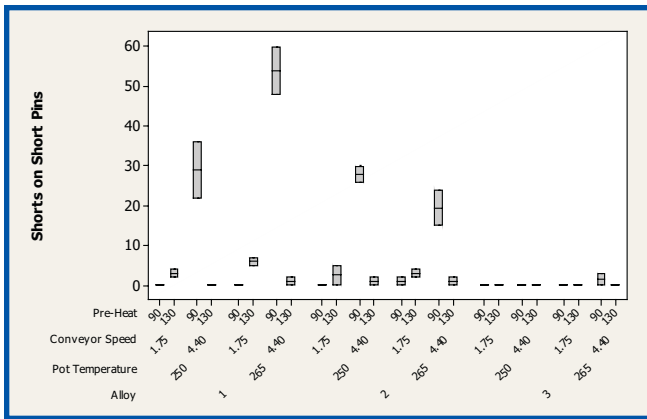 Shorts on Short Pins
60
50
40
30
20
10
0
Pre-Heat 90 130 90 130 90 130 90 130 90 130 90 130 90 130 90 130 90 130 90 130 90 130 90 130
Conveyor Speed 1.75 4.40 1.75 4.40 1.75 4.40 1.75 4.40 1.75 4.40 1.75 4.40
Pot Temperature 250 265 250 265 250 265
Alloy 1 2 3